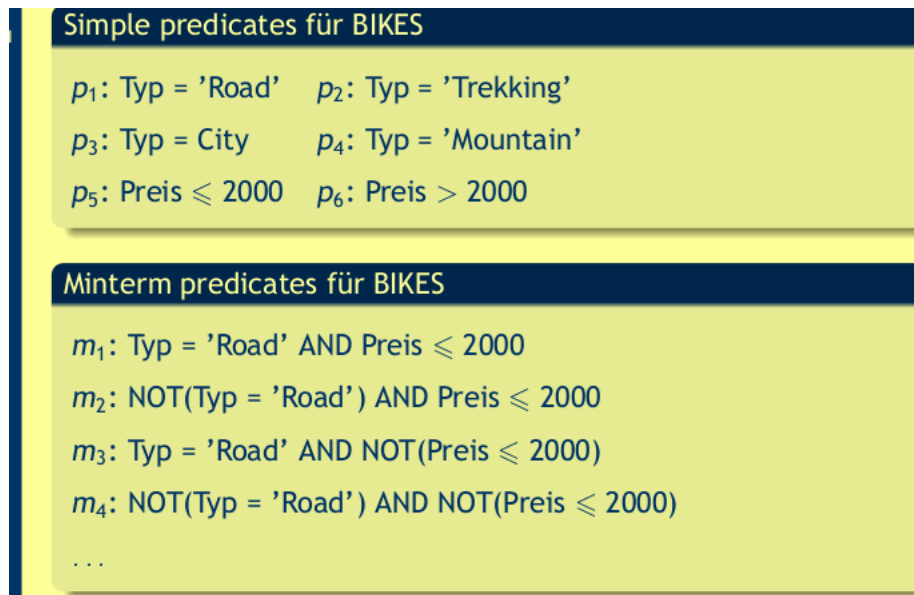 Simple predicates für BIKES
p₁: Typ = ’Road’ p₂: Typ = ’Trekking’
p₃: Typ = City p₄: Typ = ’Mountain’
p₅: Preis ⩽ 2000 p₆: Preis > 2000
Minterm predicates für BIKES
m₁: Typ = ’Road’ AND Preis ⩽ 2000
m₂: NOT(Typ = ’Road’) AND Preis ⩽ 2000
m₃: Typ = ’Road’ AND NOT(Preis ⩽ 2000)
m₄: NOT(Typ = ’Road’) AND NOT(Preis ⩽ 2000)
...